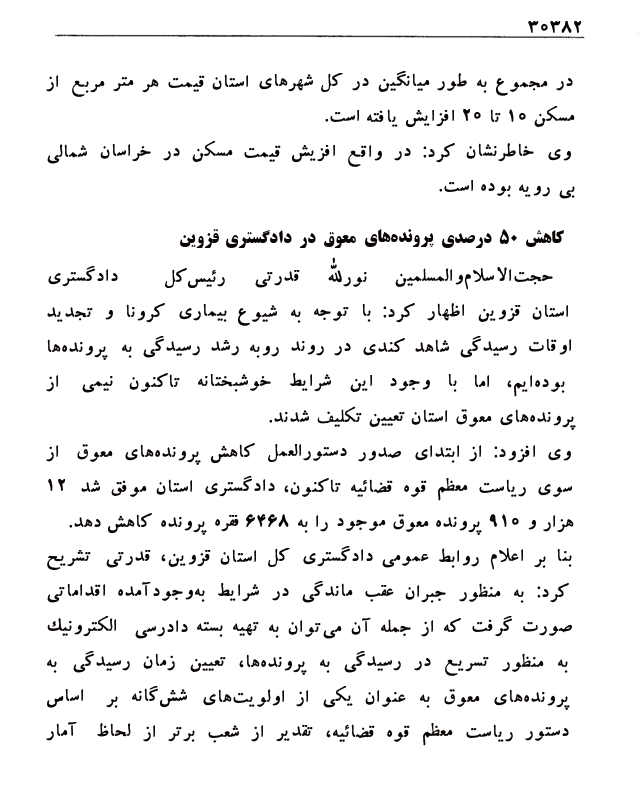 ۳۰۳۸۲
در مجموع به طور میانگین در کل شهرهای استان قیمت هر متر مربع از
مسکن ۱۰ تا ۲۰ افزایش یافته است.
وی خاطرنشان کرد: در واقع افزیش قیمت مسکن در خراسان شمالی
بی رویه بوده است.
کاهش ۵۰ درصدی پرونده‌های معوق در دادگستری قزوین
حجت‌الاسلام‌والمسلمین نورالله قدرتی رئیس‌کل دادگستری
استان قزوین اظهار کرد: با توجه به شیوع بیماری کرونا و تجدید
اوقات رسیدگی شاهد کندی در روند روبه رشد رسیدگی به پرونده‌ها
بوده‌ایم، اما با وجود این شرایط خوشبختانه تاکنون نیمی از
پرونده‌های معوق استان تعیین تکلیف شدند.
وی افزود: از ابتدای صدور دستورالعمل کاهش پرونده‌های معوق از
سوی ریاست معظم قوه قضائیه تاکنون، دادگستری استان موفق شد ۱۲
هزار و ۹۱۰ پرونده معوق موجود را به ۶۴۶۸ فقره پرونده کاهش دهد.
بنا بر اعلام روابط عمومی دادگستری کل استان قزوین، قدرتی تشریح
کرد: به منظور جبران عقب ماندگی در شرایط به‌وجودآمده اقداماتی
صورت گرفت که از جمله آن می‌توان به تهیه بسته دادرسی الکترونیك
به منظور تسریع در رسیدگی به پرونده‌ها، تعیین زمان رسیدگی به
پرونده‌های معوق به عنوان یکی از اولویت‌های شش‌گانه بر اساس
دستور ریاست معظم قوه قضائیه، تقدیر از شعب برتر از لحاظ آمار